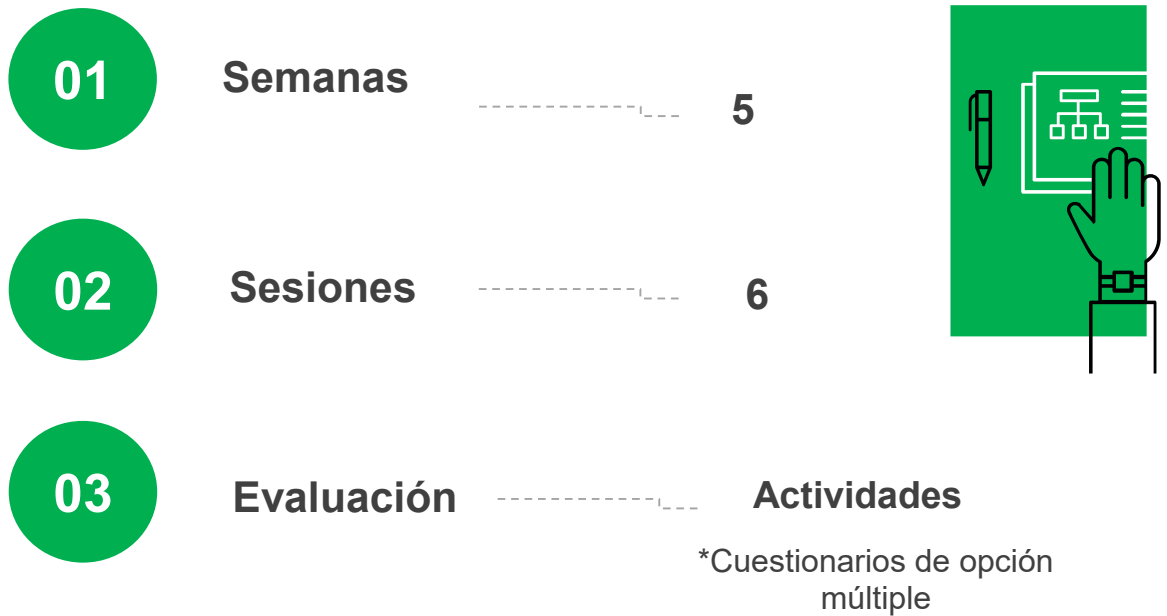 01
Semanas
5
02
Sesiones
6
03
Evaluación
Actividades
*Cuestionarios de opción
múltiple